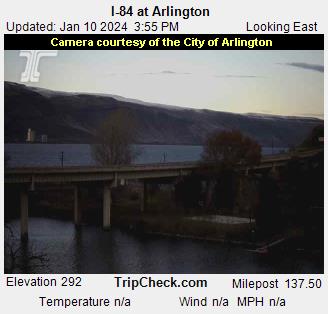 I-84 at Arlington
Updated: Jan 10 2024 3:55 PM Looking East
Camera courtesy of the City of Arlington
Elevation 292 TripCheck.com Milepost 137.50
Temperature n/a Wind n/a MPH n/a